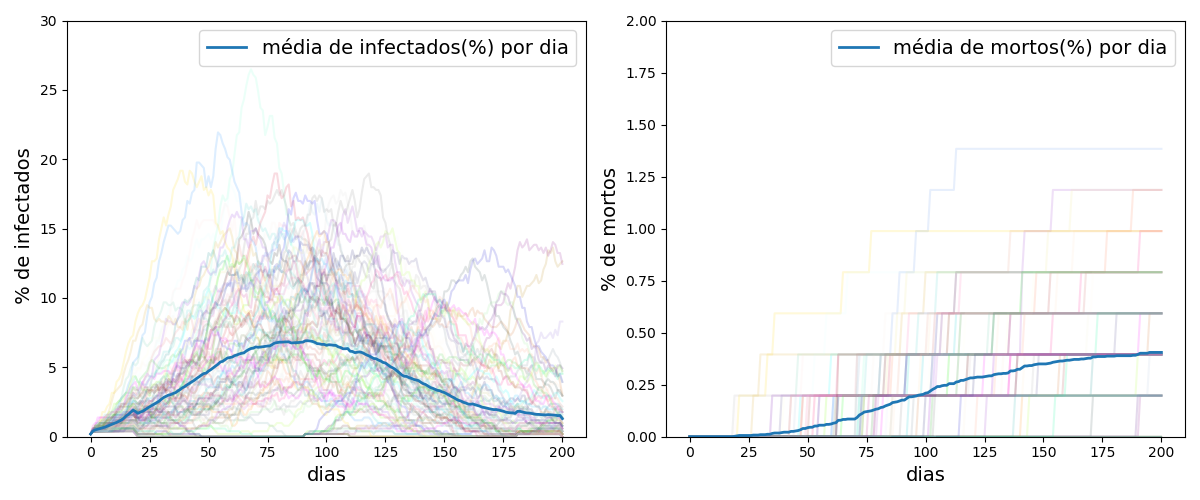 média de infectados(%) por dia
% de infectados
30
25
20
15
10
5
0
0 25 50 75 100 125 150 175 200
dias
média de mortos(%) por dia
% de mortos
2.00
1.75
1.50
1.25
1.00
0.75
0.50
0.25
0.00
0 25 50 75 100 125 150 175 200
dias